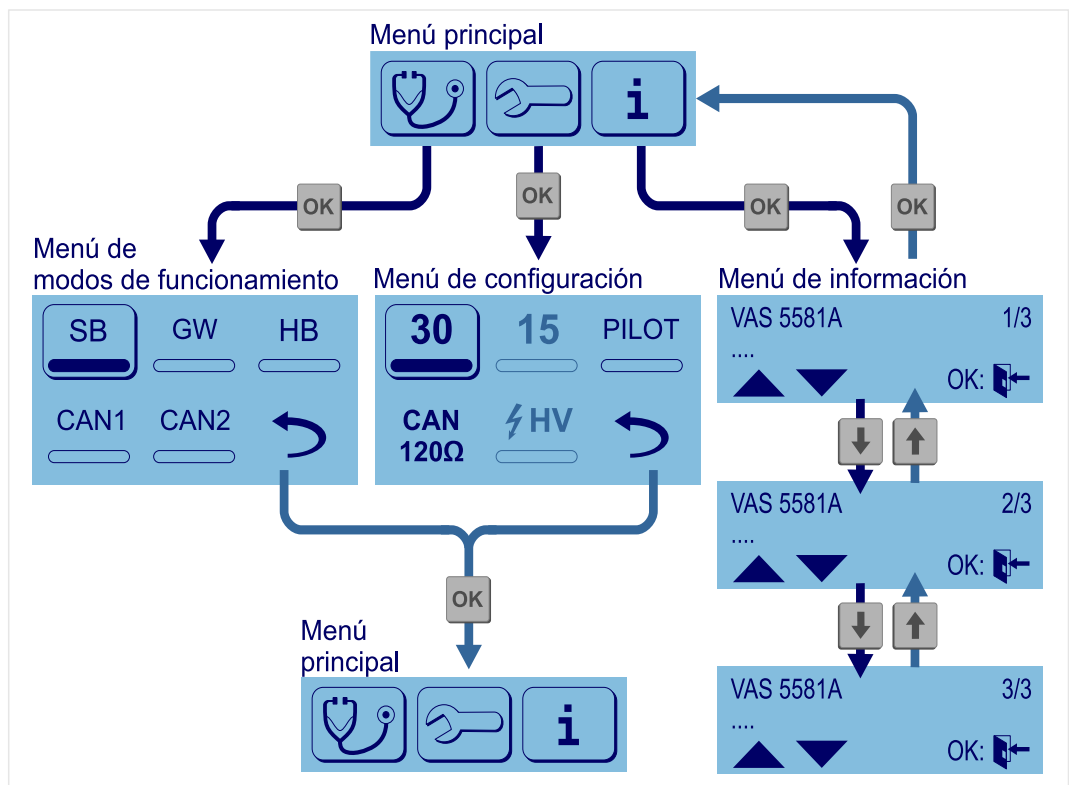 Menú principal
i
OK
OK
OK
OK
Menú de
modos de funcionamiento
SB GW HB
CAN1 CAN2
Menú de configuración
30 15 PILOT
CAN
120Ω
HV
Menú de información
VAS 5581A 1/3
....
OK:
VAS 5581A 2/3
....
OK:
VAS 5581A 3/3
....
OK:
OK
Menú
principal
i